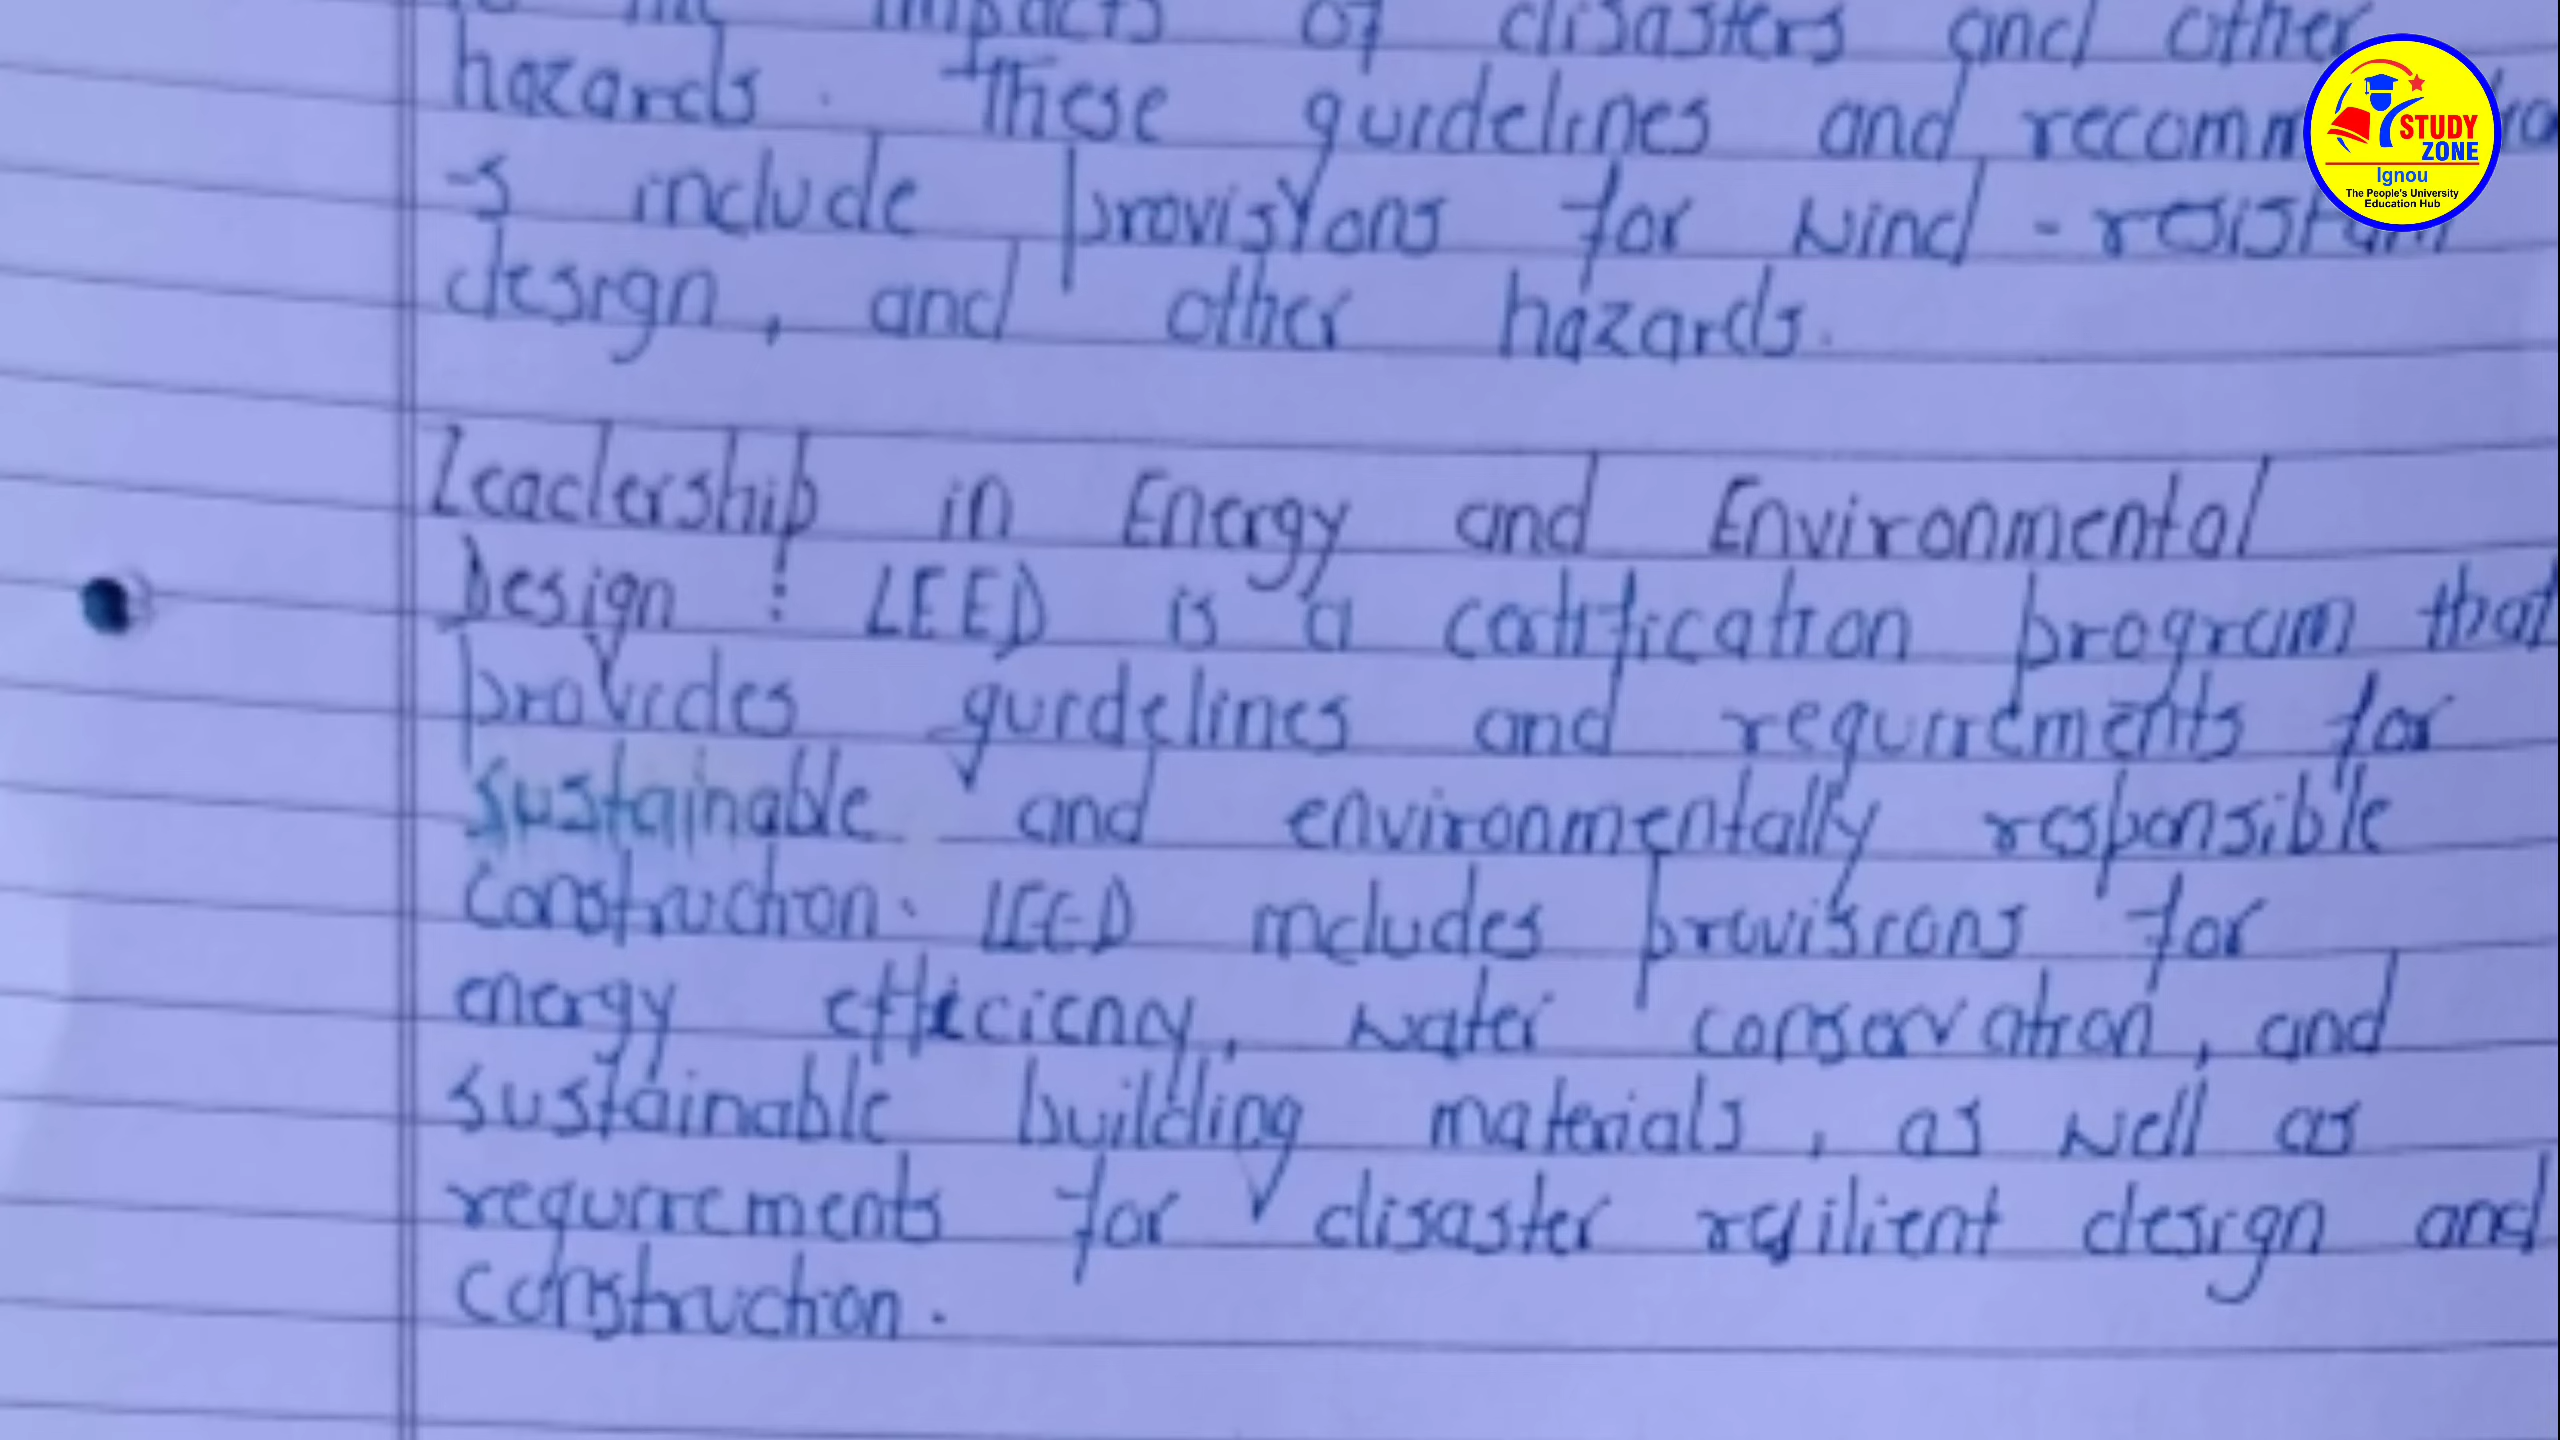 impacts of disasters and other
hazards. These guidelines and recomm
-s include provisions for wind-resistant
design, and other hazards.
Leadership in Energy and Environmental
Design: LEED is a certification program that
provides guidelines and requirements for
sustainable and environmentally responsible
construction. LEED includes provisions for
energy efficiency, water conservation, and
sustainable building materials, as well as
requirements for disaster resilient design and
construction.
STUDY
ZONE
Ignou
The People's University
Education Hub